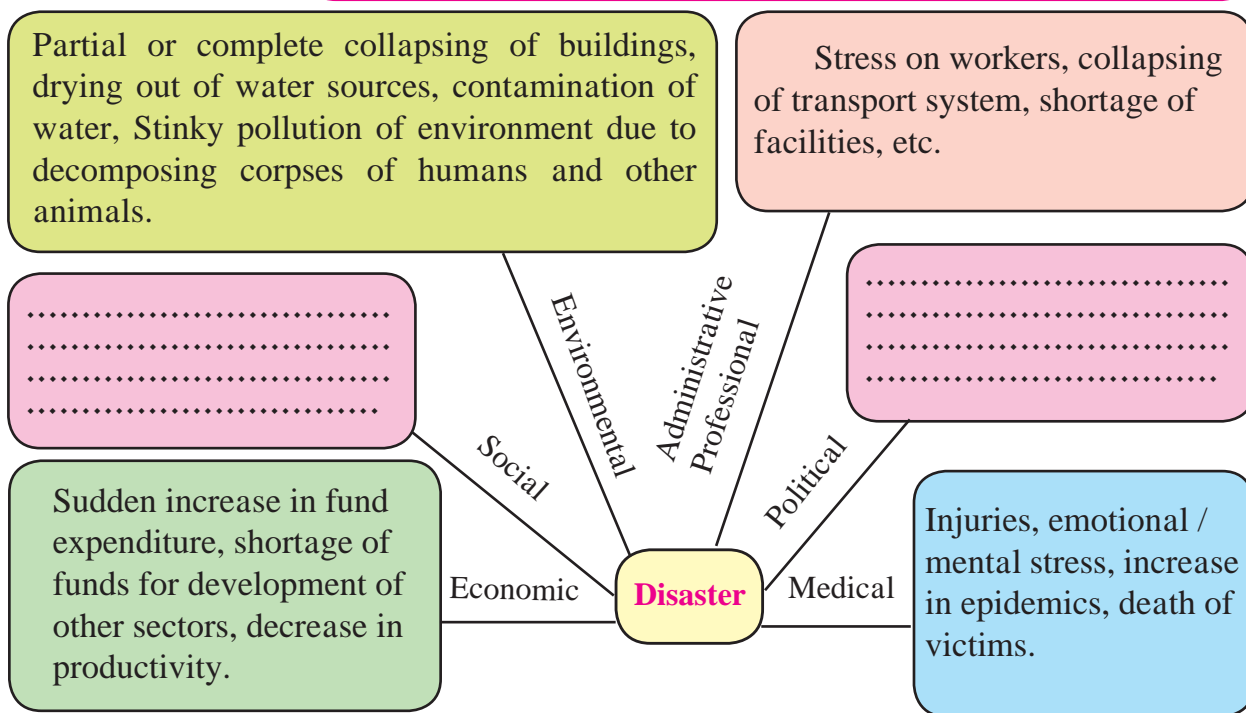 Partial or complete collapsing of buildings,
drying out of water sources, contamination of
water, Stinky pollution of environment due to
decomposing corpses of humans and other
animals.
Stress on workers, collapsing
of transport system, shortage of
facilities, etc.
Environmental
Administrative
Professional
Social
Political
Sudden increase in fund
expenditure, shortage of
funds for development of
other sectors, decrease in
productivity.
Economic
Disaster
Medical
Injuries, emotional /
mental stress, increase
in epidemics, death of
victims.